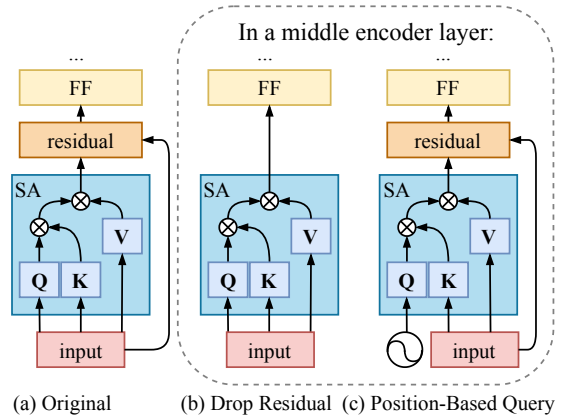 In a middle encoder layer:
... ... ...
FF FF FF
residual residual
SA SA SA
V V V
Q K Q K Q K
input input input
(a) Original (b) Drop Residual (c) Position-Based Query